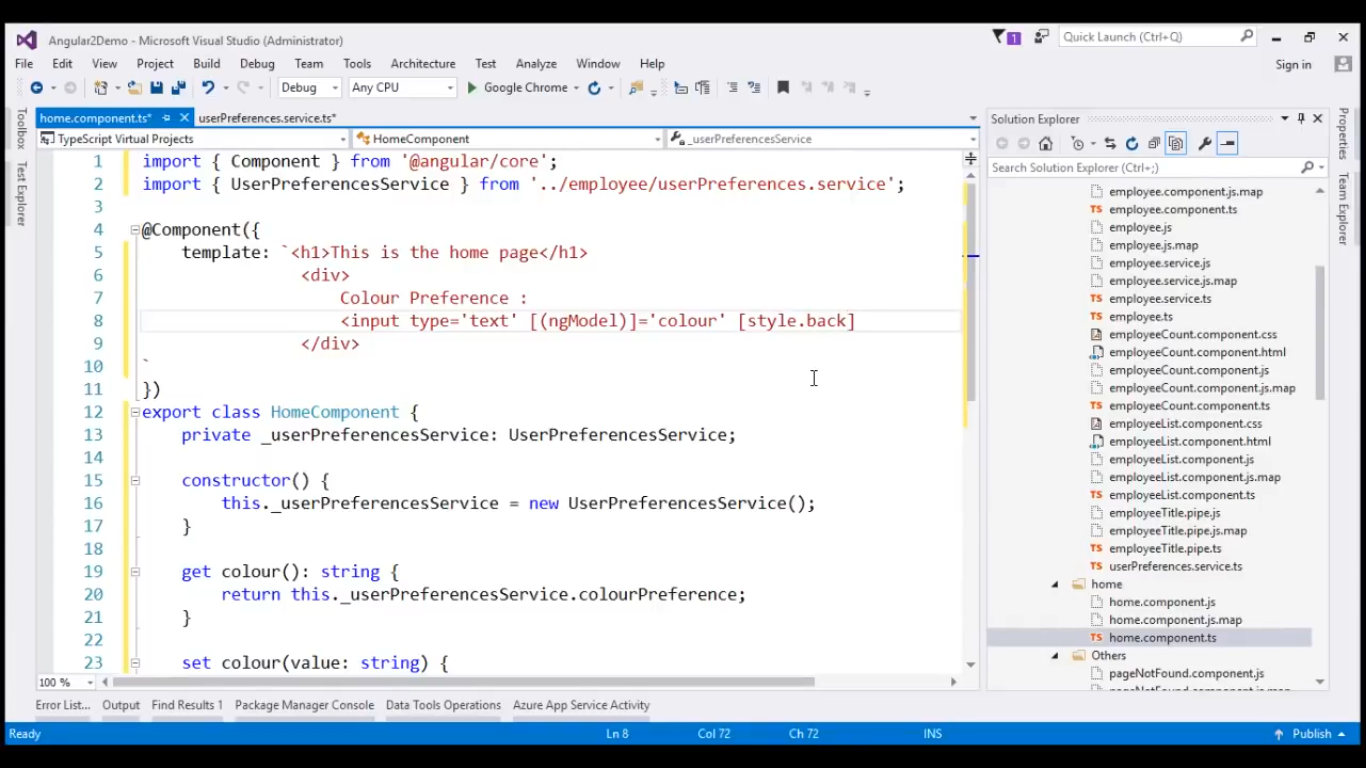 Angular2Demo - Microsoft Visual Studio (Administrator)
1
Quick Launch (Ctrl+Q)
File Edit View Project Build Debug Team Tools Architecture Test Analyze Window Help
Sign in
Debug Any CPU Google Chrome
Toolbox
Test Explorer
home.component.ts*
userPreferences.service.ts*
TypeScript Virtual Projects
HomeComponent
_userPreferencesService
1 import { Component } from '@angular/core';
2 import { UserPreferencesService } from '../employee/userPreferences.service';
3
4 @Component({
5 template: `<h1>This is the home page</h1>
6 <div>
7 Colour Preference :
8 <input type='text' [(ngModel)]='colour' [style.back]
9 </div>
10 `
11 })
12 export class HomeComponent {
13 private _userPreferencesService: UserPreferencesService;
14
15 constructor() {
16 this._userPreferencesService = new UserPreferencesService();
17 }
18
19 get colour(): string {
20 return this._userPreferencesService.colourPreference;
21 }
22
23 set colour(value: string) {
100 %
Solution Explorer
Search Solution Explorer (Ctrl+;)
employee.component.js.map
TS employee.component.ts
employee.js
employee.js.map
employee.service.js
employee.service.js.map
TS employee.service.ts
TS employee.ts
employeeCount.component.css
employeeCount.component.html
employeeCount.component.js
employeeCount.component.js.map
TS employeeCount.component.ts
employeeList.component.css
employeeList.component.html
employeeList.component.js
employeeList.component.js.map
TS employeeList.component.ts
employeeTitle.pipe.js
employeeTitle.pipe.js.map
TS employeeTitle.pipe.ts
TS userPreferences.service.ts
home
home.component.js
home.component.js.map
TS home.component.ts
Others
pageNotFound.component.js
Properties
Team Explorer
Error List... Output Find Results 1 Package Manager Console Data Tools Operations Azure App Service Activity
Ready Ln 8 Col 72 Ch 72 INS Publish